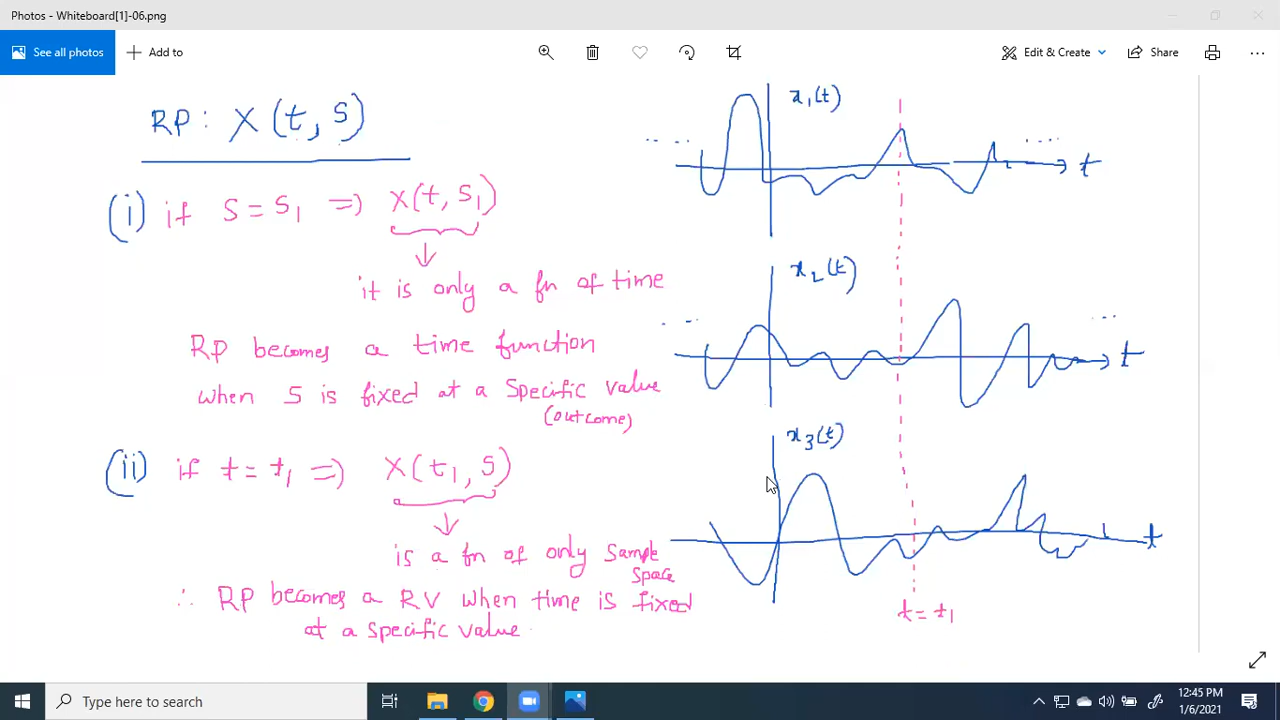 Photos - Whiteboard[1]-06.png
See all photos
Add to
Edit & Create
Share
RP: X(t, S)
(i) if S = S1 => X(t, S1)
it is only a fn of time
RP becomes a time function
when S is fixed at a specific value
(outcome)
(ii) if t = t1 => X(t1, S)
is a fn of only sample
space
∴ RP becomes a RV when time is fixed
at a specific value
x1(t)
.... ....
t
x2(t)
... ...
t
x3(t)
t
t = t1
Type here to search
12:45 PM
1/6/2021